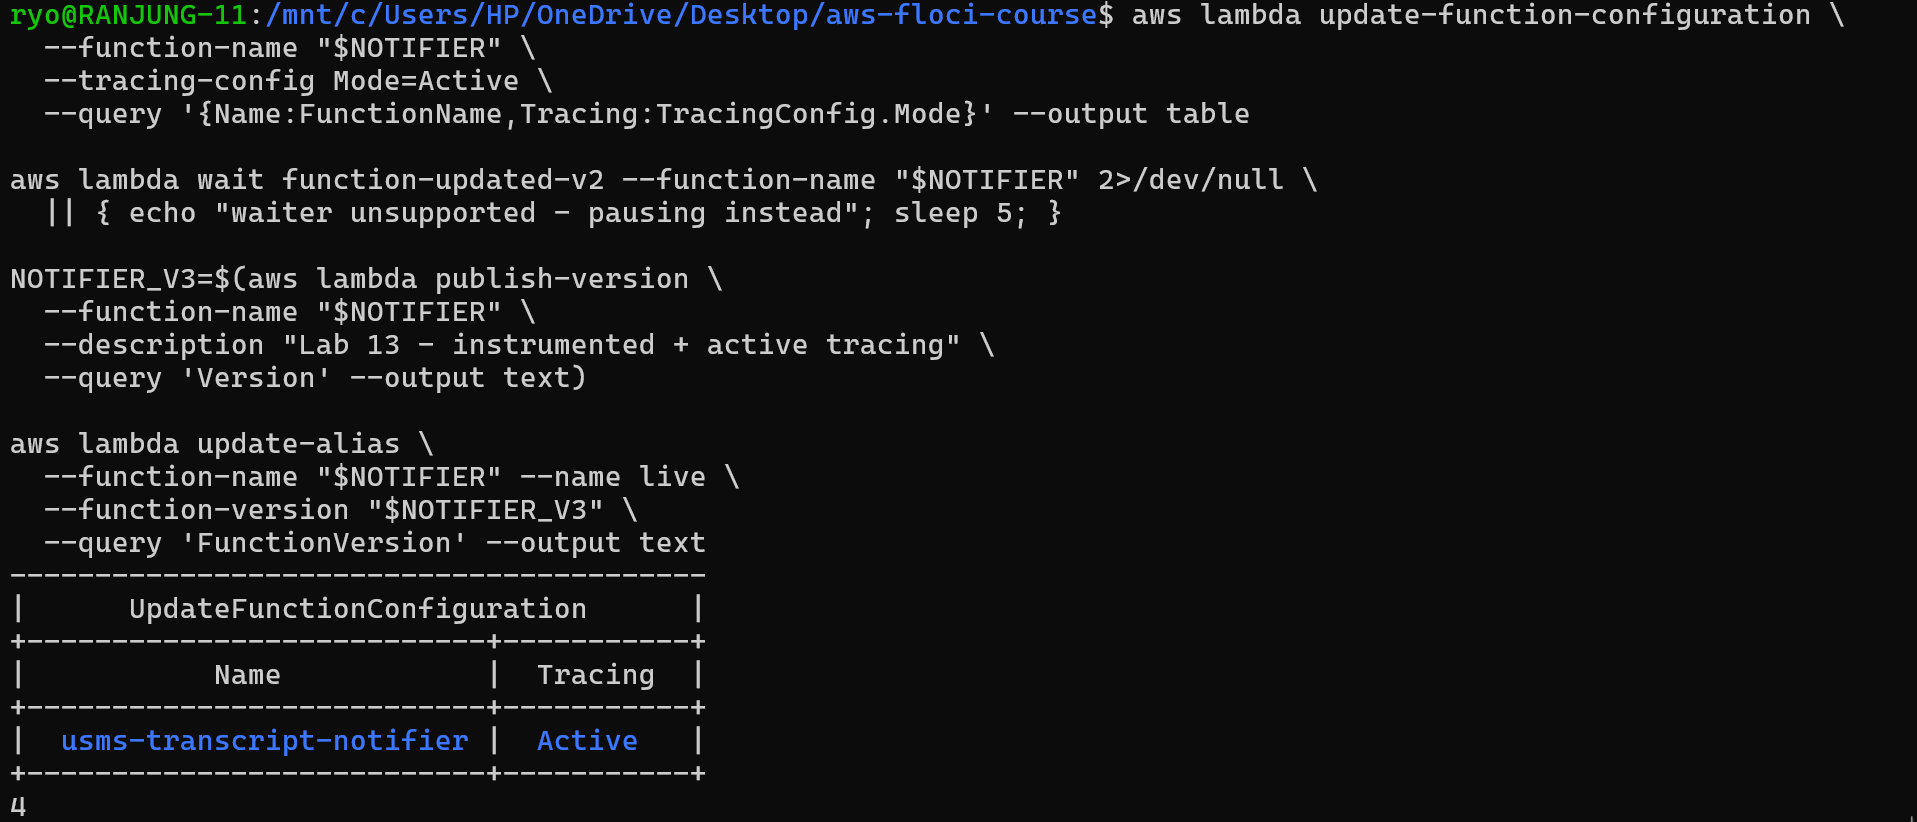 ryo@RANJUNG-11:/mnt/c/Users/HP/OneDrive/Desktop/aws-floci-course$ aws lambda update-function-configuration \
  --function-name "$NOTIFIER" \
  --tracing-config Mode=Active \
  --query '{Name:FunctionName,Tracing:TracingConfig.Mode}' --output table

aws lambda wait function-updated-v2 --function-name "$NOTIFIER" 2>/dev/null \
  || { echo "waiter unsupported - pausing instead"; sleep 5; }

NOTIFIER_V3=$(aws lambda publish-version \
  --function-name "$NOTIFIER" \
  --description "Lab 13 - instrumented + active tracing" \
  --query 'Version' --output text)

aws lambda update-alias \
  --function-name "$NOTIFIER" --name live \
  --function-version "$NOTIFIER_V3" \
  --query 'FunctionVersion' --output text
-----------------------------------------
|      UpdateFunctionConfiguration      |
+---------------------------+-----------+
|           Name            |  Tracing  |
+---------------------------+-----------+
|  usms-transcript-notifier |  Active   |
+---------------------------+-----------+
4